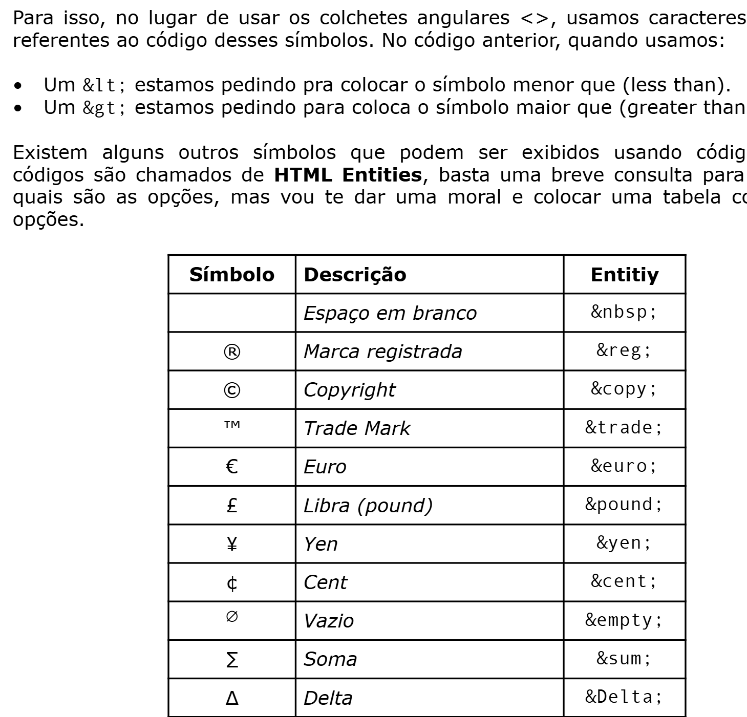 Para isso, no lugar de usar os colchetes angulares <>, usamos caracteres
referentes ao código desses símbolos. No código anterior, quando usamos:
• Um &lt; estamos pedindo pra colocar o símbolo menor que (less than).
• Um &gt; estamos pedindo para coloca o símbolo maior que (greater than
Existem alguns outros símbolos que podem ser exibidos usando códig
códigos são chamados de HTML Entities, basta uma breve consulta para
quais são as opções, mas vou te dar uma moral e colocar uma tabela co
opções.
Símbolo Descrição Entitiy
Espaço em branco &nbsp;
® Marca registrada &reg;
© Copyright &copy;
™ Trade Mark &trade;
€ Euro &euro;
£ Libra (pound) &pound;
¥ Yen &yen;
¢ Cent &cent;
∅ Vazio &empty;
∑ Soma &sum;
Δ Delta &Delta;